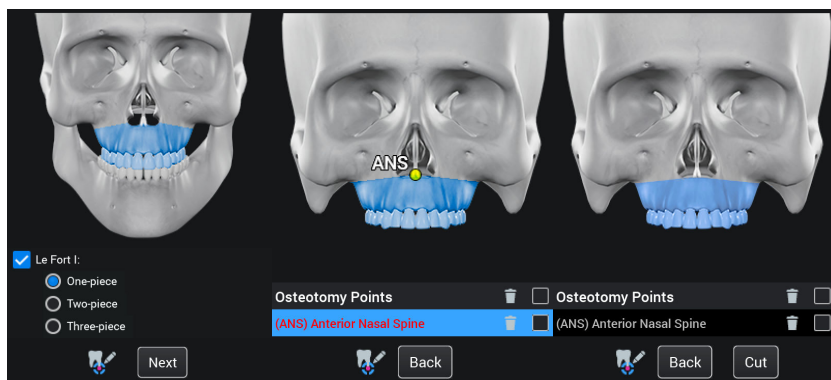 ANS
Le Fort I:
One-piece
Two-piece
Three-piece
Next
Osteotomy Points
(ANS) Anterior Nasal Spine
Back
Osteotomy Points
(ANS) Anterior Nasal Spine
Back
Cut